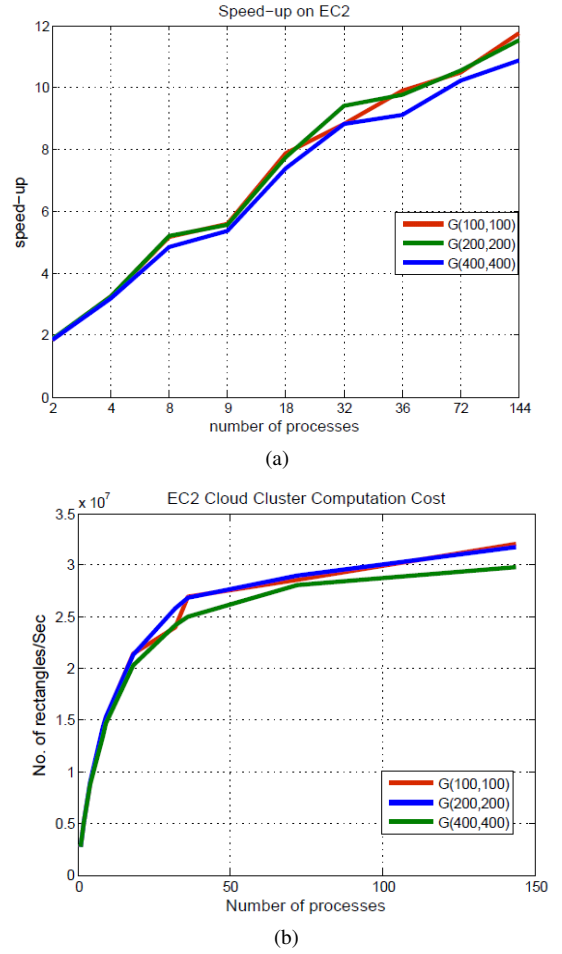 Speed-up on EC2
12
10
8
6
4
2
0
speed-up
G(100,100)
G(200,200)
G(400,400)
2 4 8 9 18 32 36 72 144
number of processes
(a)
EC2 Cloud Cluster Computation Cost
x 10^7
3.5
3
2.5
2
1.5
1
0.5
0
No. of rectangles/Sec
G(100,100)
G(200,200)
G(400,400)
0 50 100 150
Number of processes
(b)